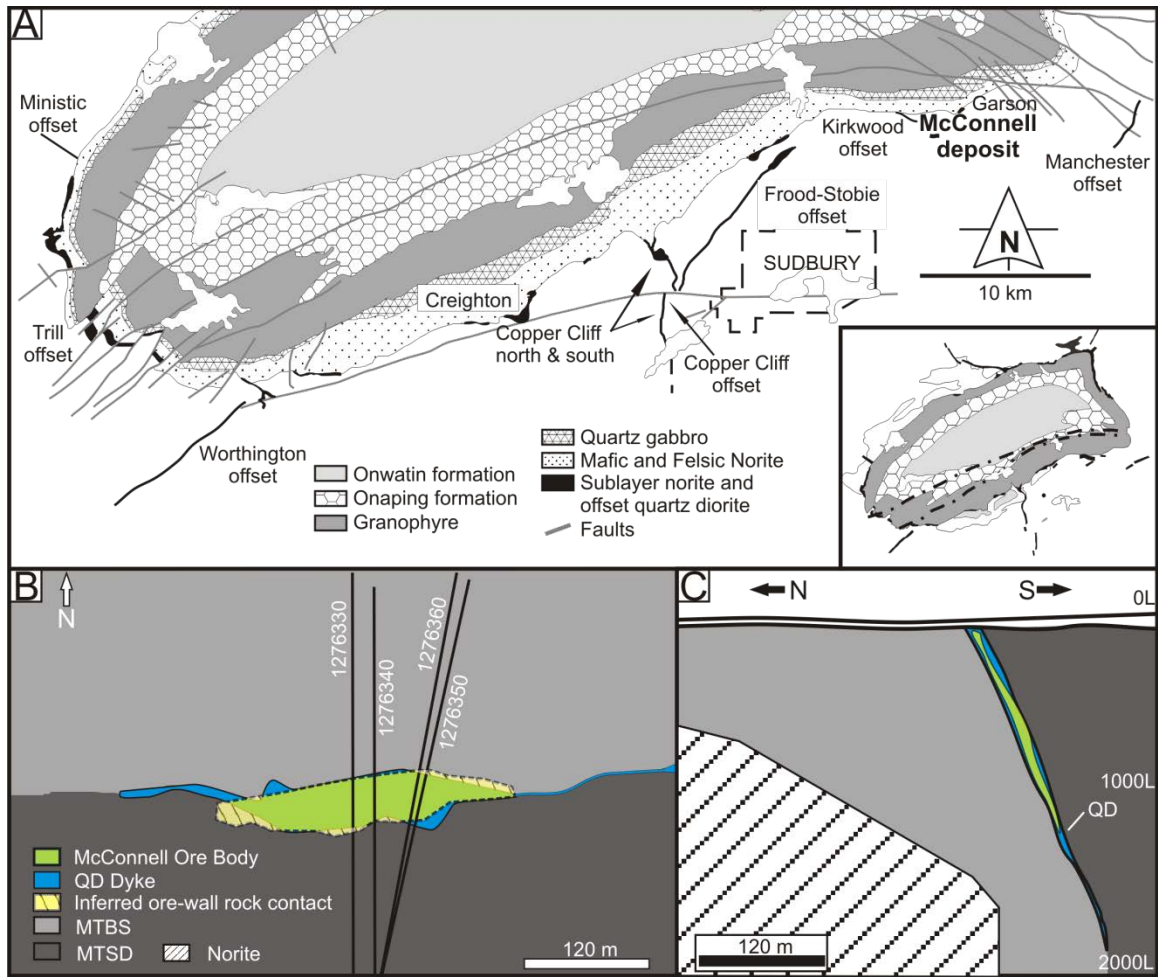 A
Ministic
offset
Garson
McConnell
deposit
Kirkwood
offset
Manchester
offset
Frood-Stobie
offset
SUDBURY
N
10 km
Creighton
Trill
offset
Copper Cliff
north & south
Copper Cliff
offset
Worthington
offset
Onwatin formation
Onaping formation
Granophyre
Quartz gabbro
Mafic and Felsic Norite
Sublayer norite and
offset quartz diorite
Faults
B
N
1276330
1276340
1276360
1276350
McConnell Ore Body
QD Dyke
Inferred ore-wall rock contact
MTBS
MTSD
Norite
120 m
C
N
S
0L
1000L
QD
120 m
2000L